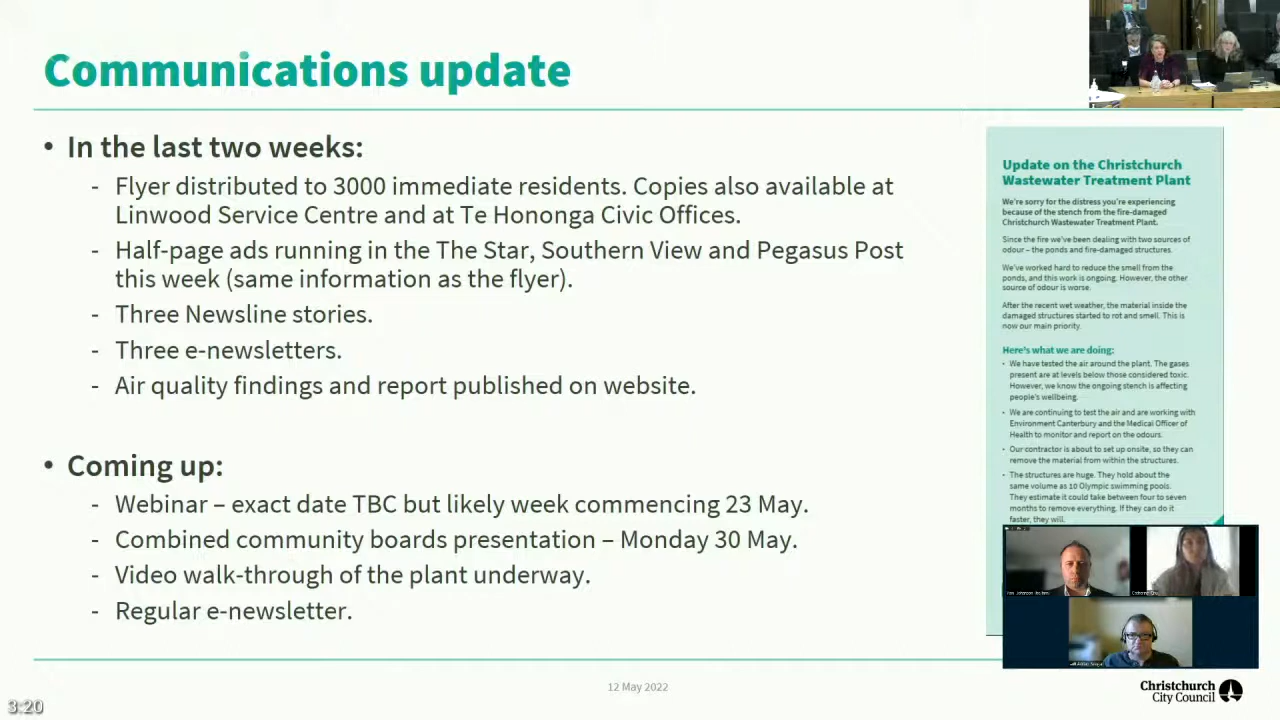 Communications update
• In the last two weeks:
- Flyer distributed to 3000 immediate residents. Copies also available at
Linwood Service Centre and at Te Hononga Civic Offices.
- Half-page ads running in the The Star, Southern View and Pegasus Post
this week (same information as the flyer).
- Three Newsline stories.
- Three e-newsletters.
- Air quality findings and report published on website.
• Coming up:
- Webinar – exact date TBC but likely week commencing 23 May.
- Combined community boards presentation – Monday 30 May.
- Video walk-through of the plant underway.
- Regular e-newsletter.
Update on the Christchurch
Wastewater Treatment Plant
We're sorry for the distress you're experiencing
because of the stench from the fire-damaged
Christchurch Wastewater Treatment Plant.
Since the fire we've been dealing with two sources of
odour – the ponds and fire-damaged structures.
We've worked hard to reduce the smell from the
ponds, and this work is ongoing. However, the other
source of odour is worse.
After the recent wet weather, the material inside the
damaged structures started to rot and smell. This is
now our main priority.
Here's what we are doing:
• We have tested the air around the plant. The gases
present are at levels below those considered toxic.
However, we know the ongoing stench is affecting
people's wellbeing.
• We are continuing to test the air and are working with
Environment Canterbury and the Medical Officer of
Health to monitor and report on the odours.
• Our contractor is about to set up onsite, so they can
remove the material from within the structures.
• The structures are huge. They hold about the
same volume as 10 Olympic swimming pools.
They estimate it could take between four to seven
months to remove everything. If they can do it
faster, they will.
12 May 2022
Christchurch
City Council
3:20